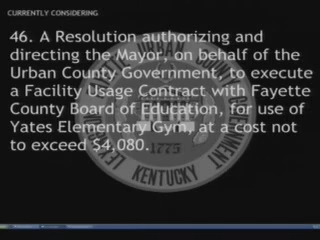 CURRENTLY CONSIDERING
46. A Resolution authorizing and
directing the Mayor, on behalf of the
Urban County Government, to execute
a Facility Usage Contract with Fayette
County Board of Education, for use of
Yates Elementary Gym, at a cost not
to exceed $4,080.
1775
KENTUCKY